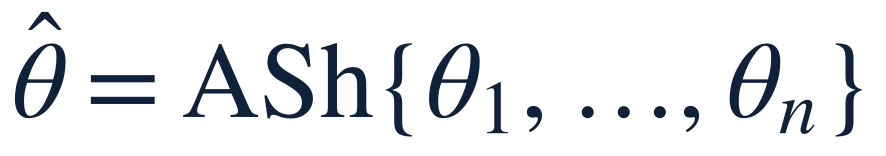 θ̂ = ASh{θ₁, …, θₙ}